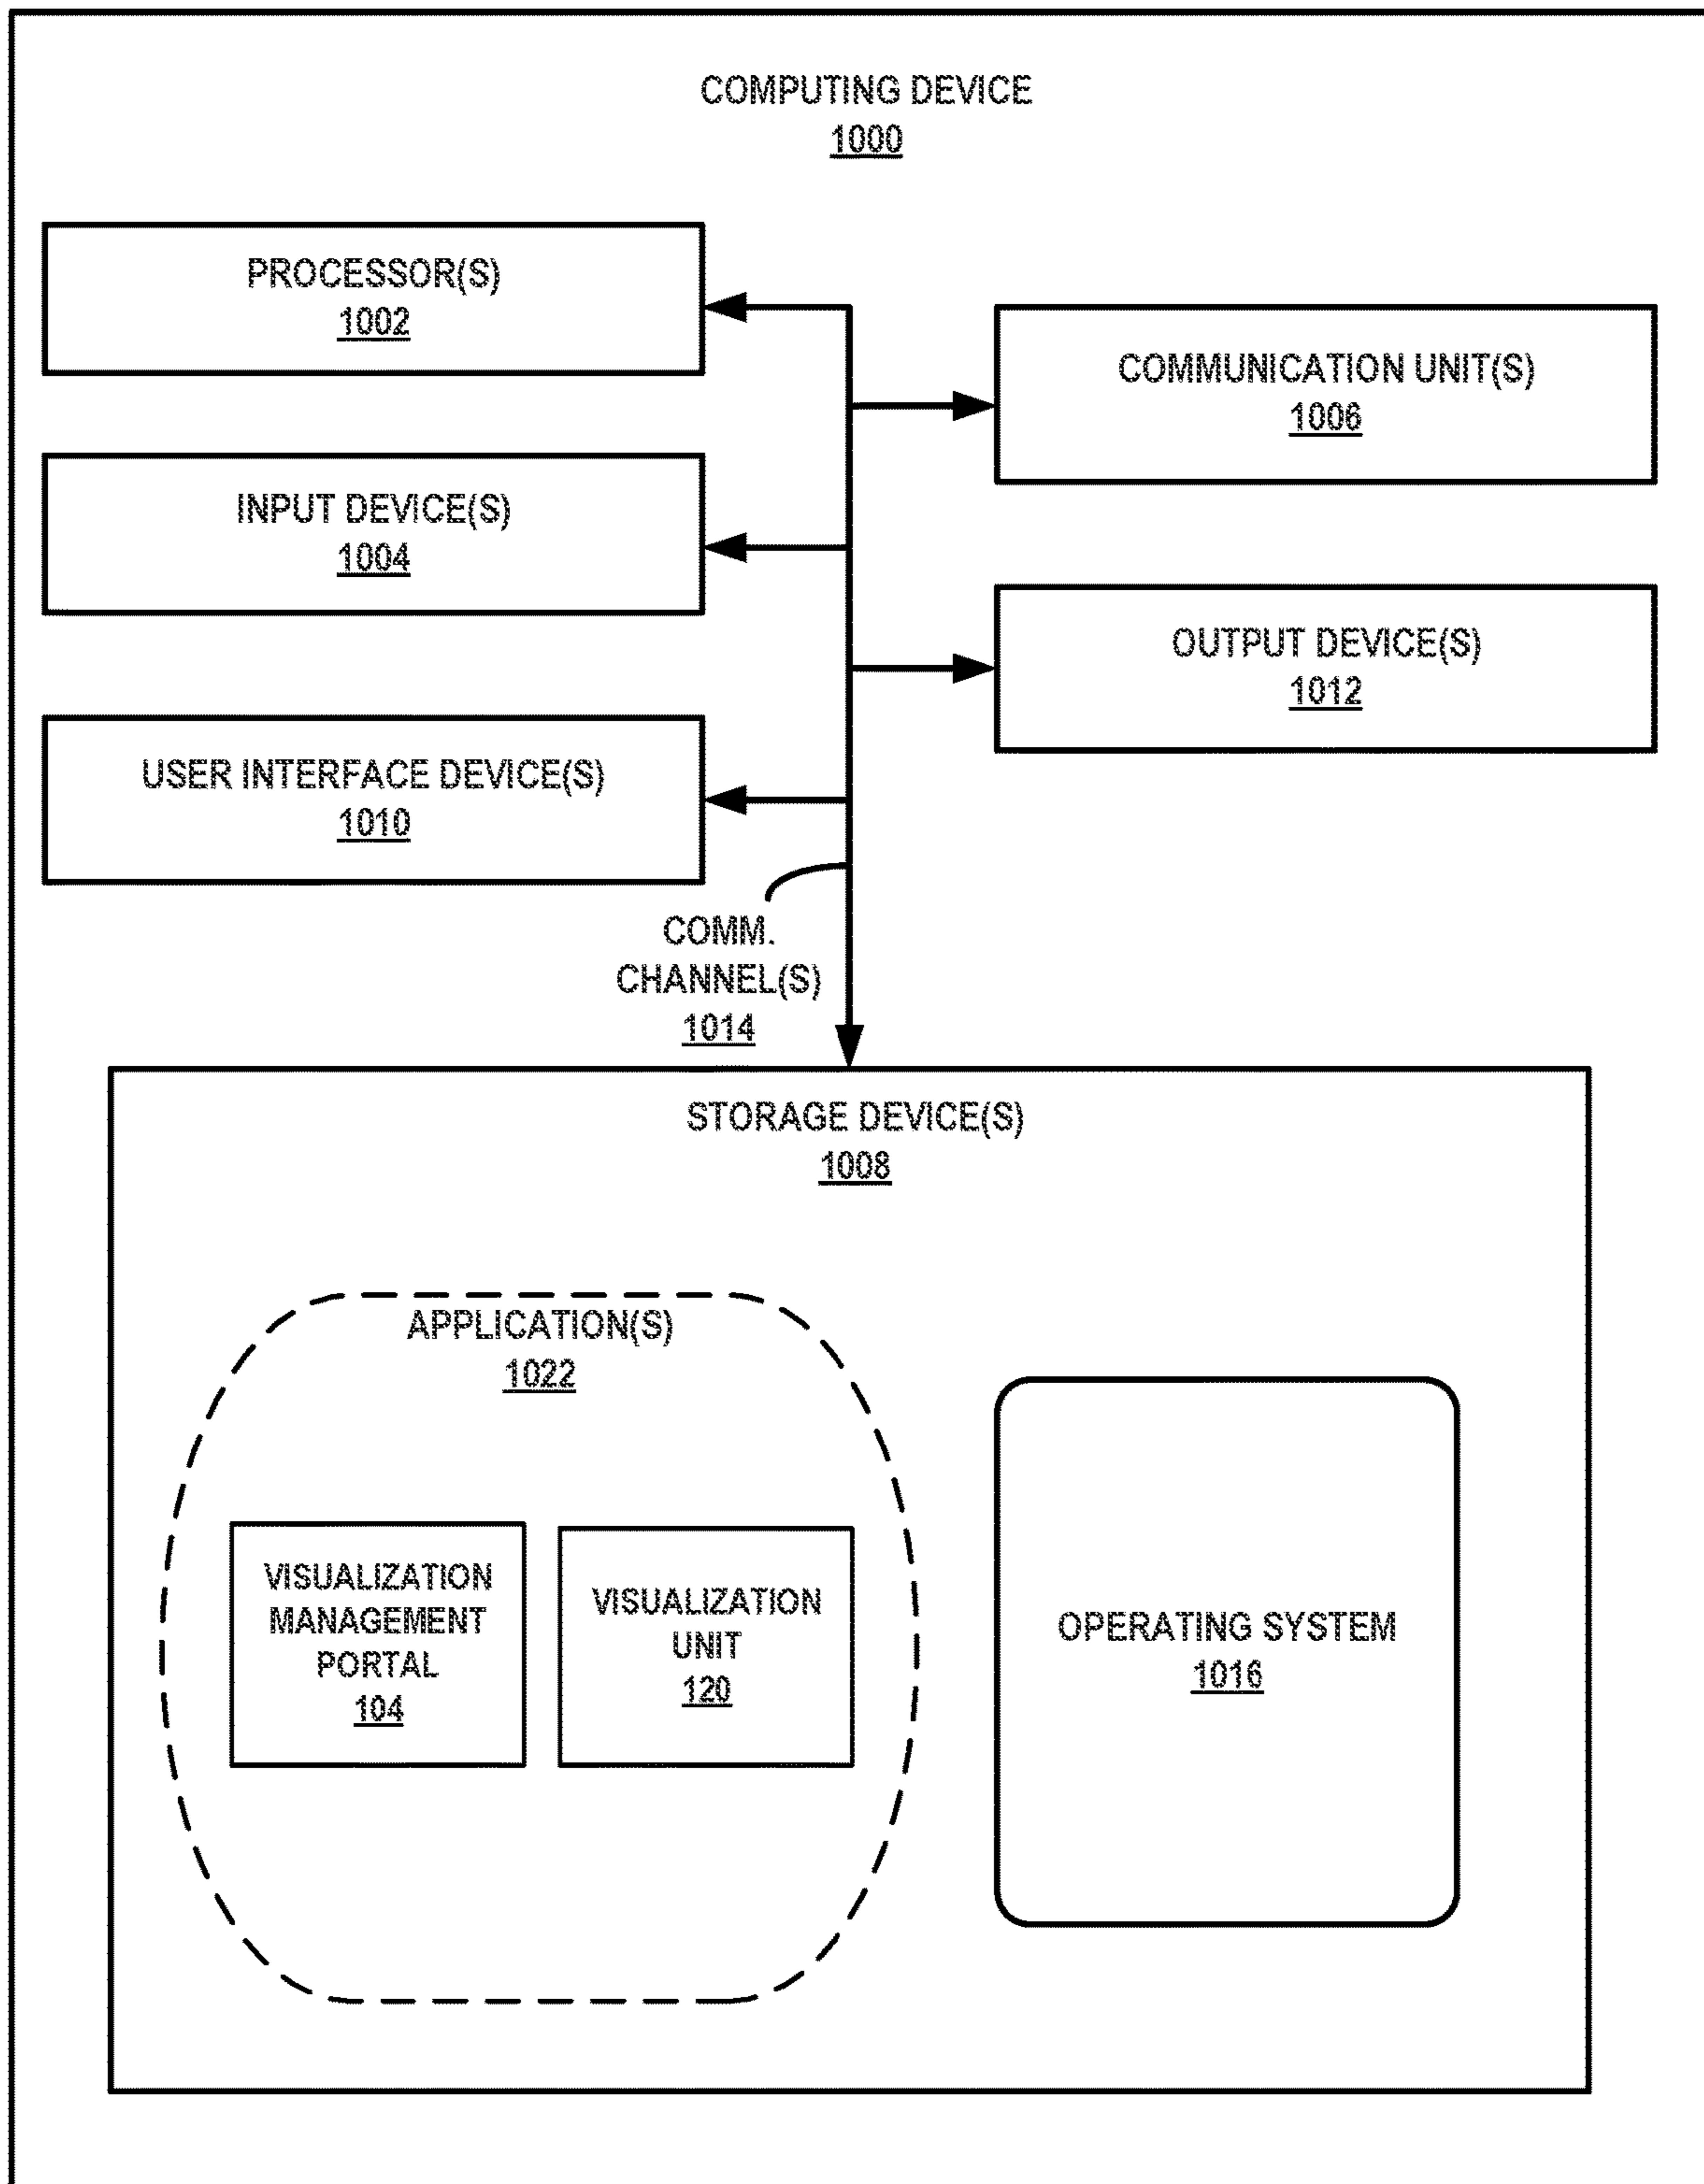 COMPUTING DEVICE
1000
PROCESSOR(S)
1002
COMMUNICATION UNIT(S)
1006
INPUT DEVICE(S)
1004
OUTPUT DEVICE(S)
1012
USER INTERFACE DEVICE(S)
1010
COMM.
CHANNEL(S)
1014
STORAGE DEVICE(S)
1008
APPLICATION(S)
1022
VISUALIZATION
MANAGEMENT
PORTAL
104
VISUALIZATION
UNIT
120
OPERATING SYSTEM
1016